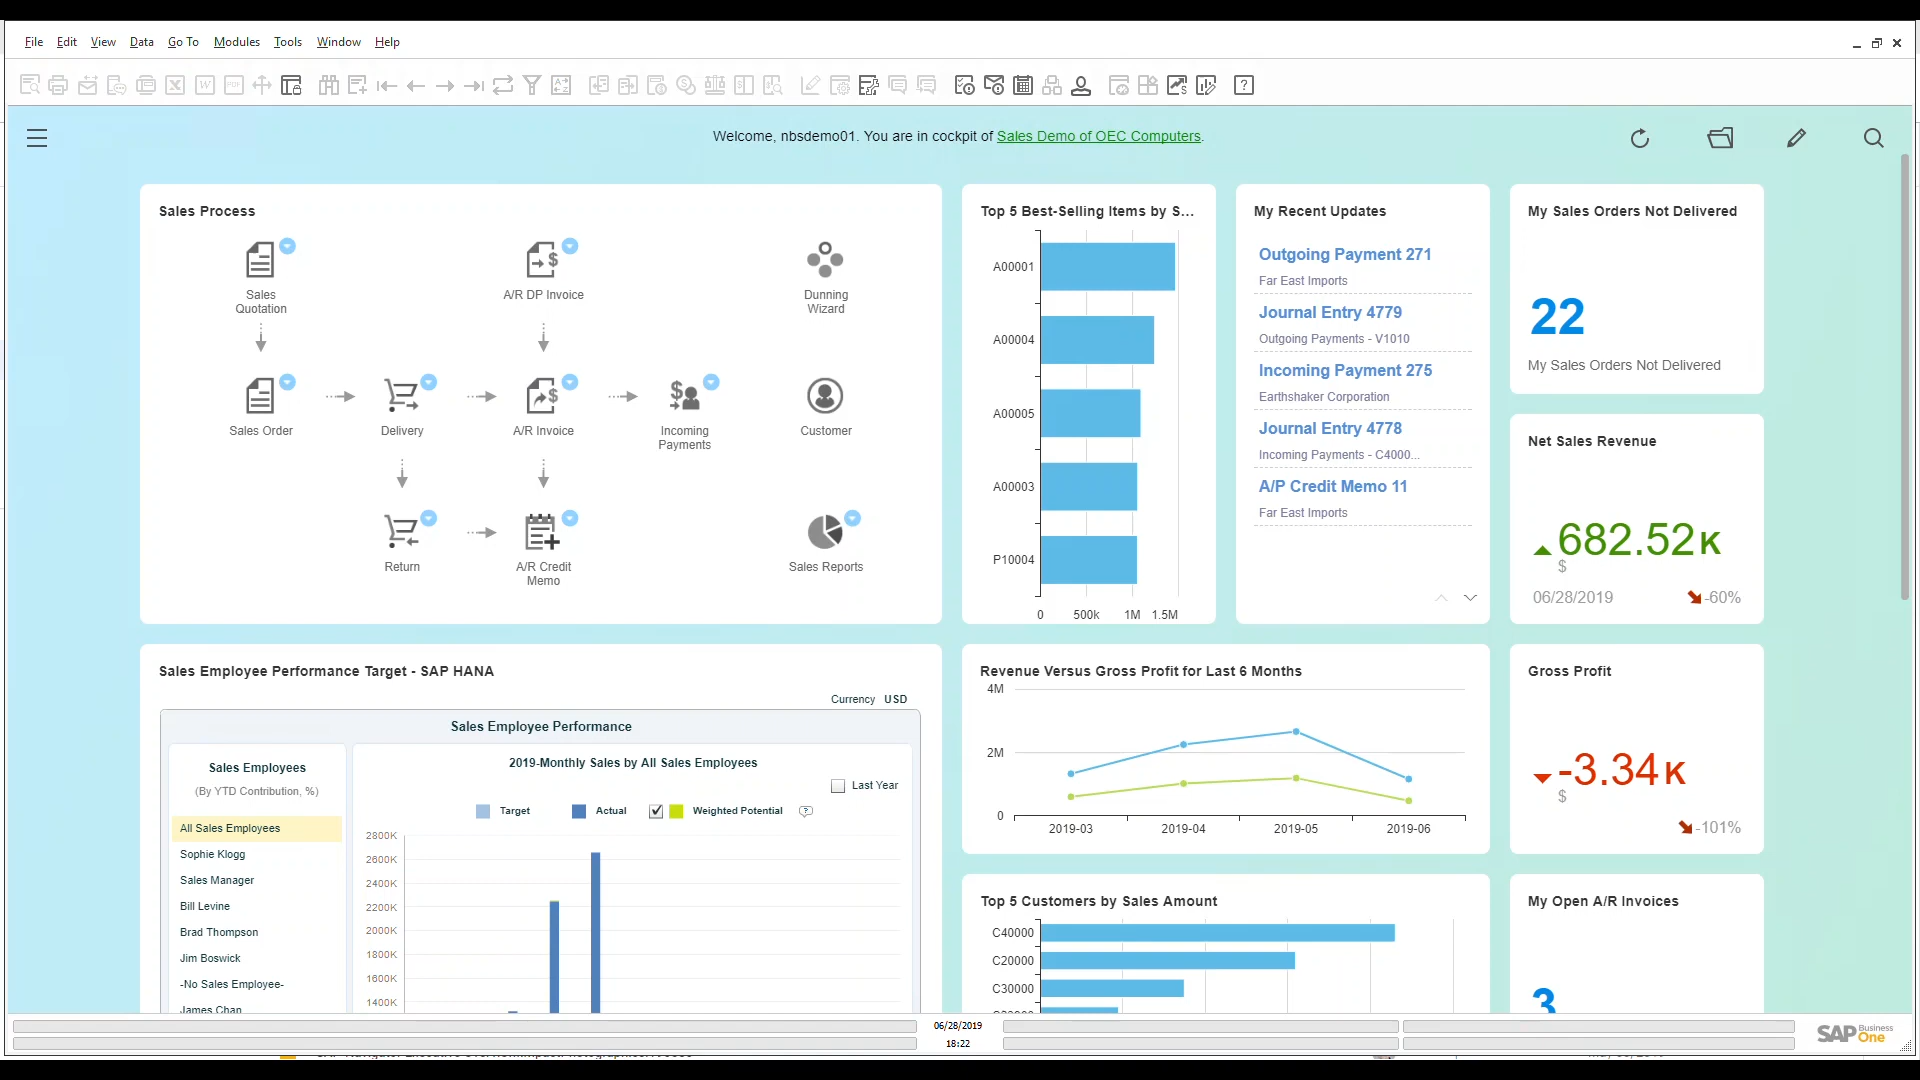 File Edit View Data Go To Modules Tools Window Help
Welcome, nbsdemo01. You are in cockpit of Sales Demo of OEC Computers.
Sales Process
Sales
Quotation
A/R DP Invoice
Dunning
Wizard
Sales Order
Delivery
A/R Invoice
Incoming
Payments
Customer
Return
A/R Credit
Memo
Sales Reports
Top 5 Best-Selling Items by S...
A00001
A00004
A00005
A00003
P10004
0 500k 1M 1.5M
My Recent Updates
Outgoing Payment 271
Far East Imports
Journal Entry 4779
Outgoing Payments - V1010
Incoming Payment 275
Earthshaker Corporation
Journal Entry 4778
Incoming Payments - C4000...
A/P Credit Memo 11
Far East Imports
My Sales Orders Not Delivered
22
My Sales Orders Not Delivered
Net Sales Revenue
682.52K
$
06/28/2019 -60%
Sales Employee Performance Target - SAP HANA
Currency USD
Sales Employee Performance
Sales Employees
(By YTD Contribution, %)
All Sales Employees
Sophie Klogg
Sales Manager
Bill Levine
Brad Thompson
Jim Boswick
-No Sales Employee-
James Chan
2019-Monthly Sales by All Sales Employees
Last Year
Target Actual Weighted Potential
2800K
2600K
2400K
2200K
2000K
1800K
1600K
1400K
Revenue Versus Gross Profit for Last 6 Months
4M
2M
0
2019-03 2019-04 2019-05 2019-06
Gross Profit
-3.34K
$
-101%
Top 5 Customers by Sales Amount
C40000
C20000
C30000
My Open A/R Invoices
3
06/28/2019
18:22
SAP Business One